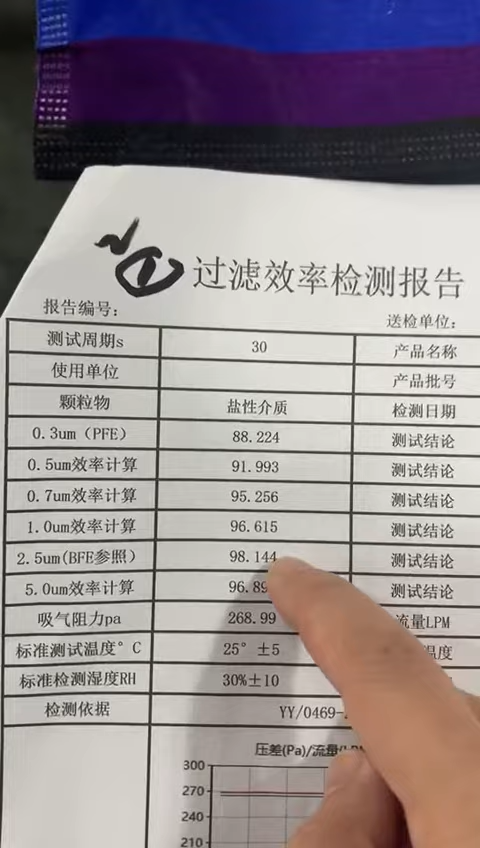 ①
过滤效率检测报告
报告编号:
送检单位:
测试周期s 30 产品名称
使用单位 产品批号
颗粒物 盐性介质 检测日期
0.3um（PFE） 88.224 测试结论
0.5um效率计算 91.993 测试结论
0.7um效率计算 95.256 测试结论
1.0um效率计算 96.615 测试结论
2.5um(BFE参照） 98.144 测试结论
5.0um效率计算 96.89 测试结论
吸气阻力pa 268.99 流量LPM
标准测试温度°C 25°±5 温度
标准检测湿度RH 30%±10
检测依据 YY/0469-
压差(Pa)/流量
300
270
240
210